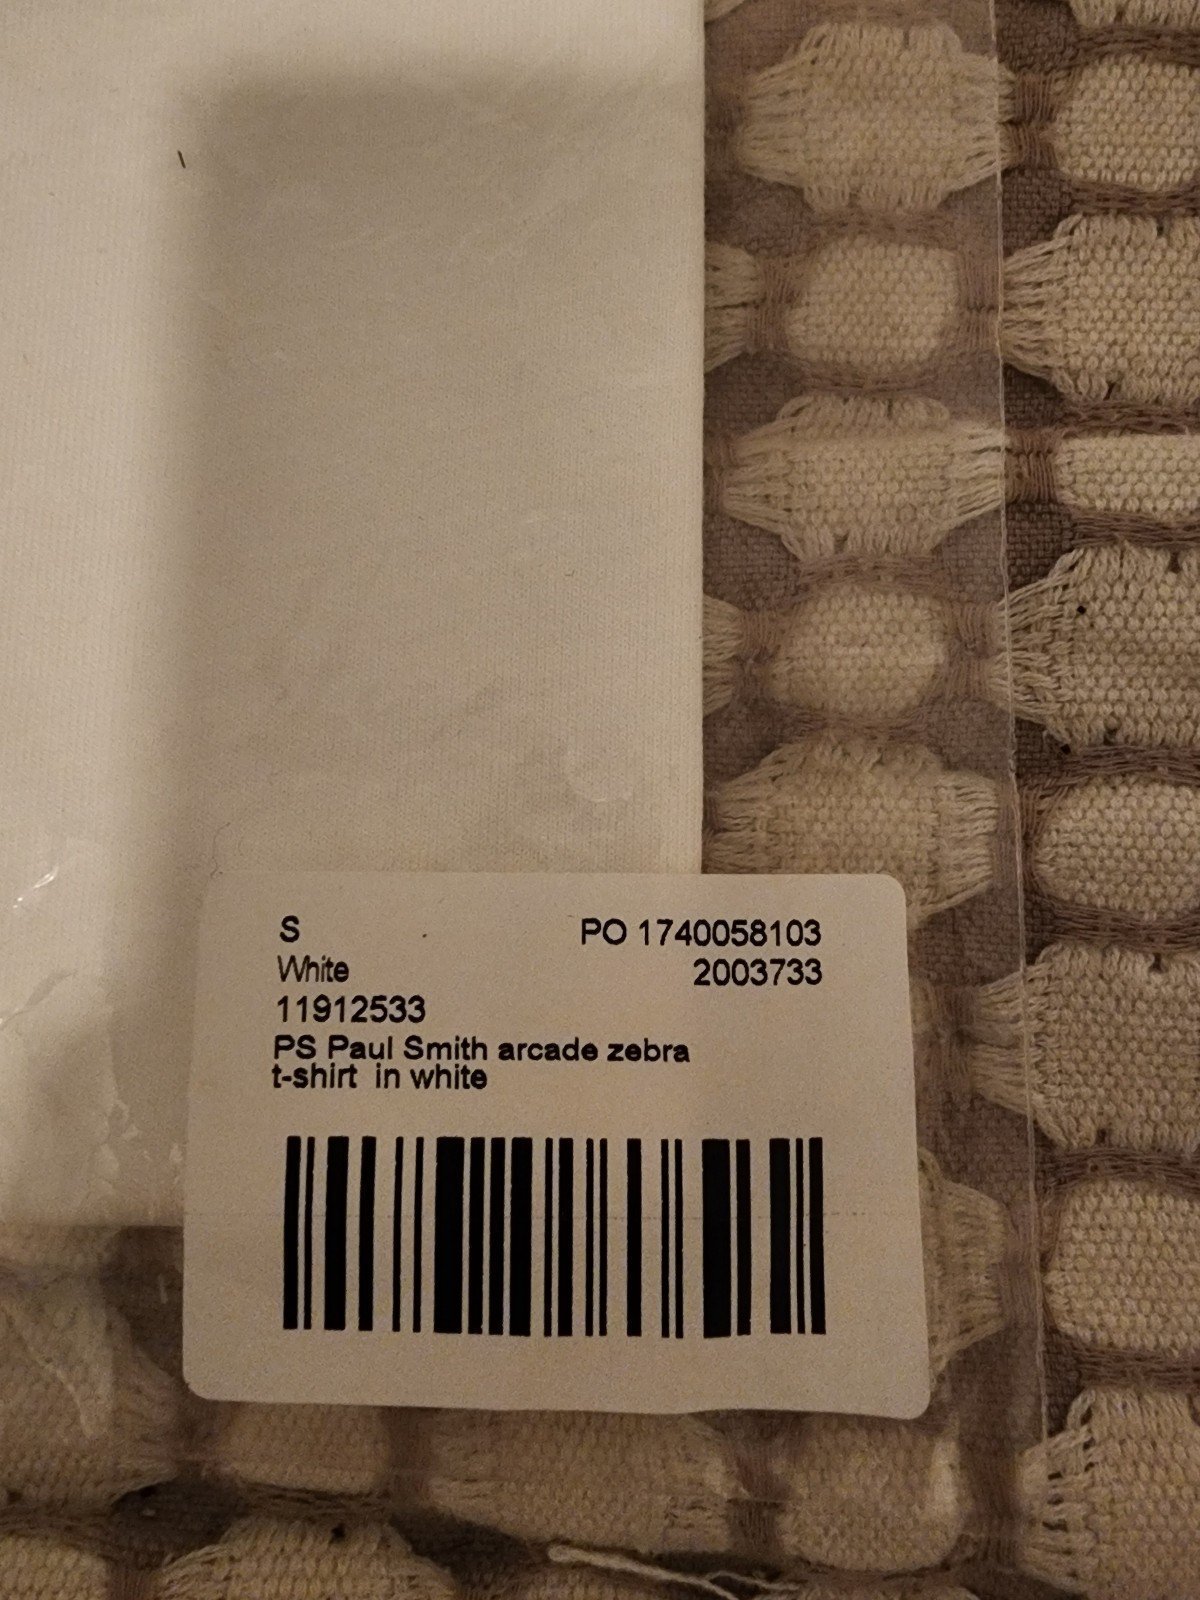 S
PO 1740058103
White
2003733
11912533
PS Paul Smith arcade zebra
t-shirt in white